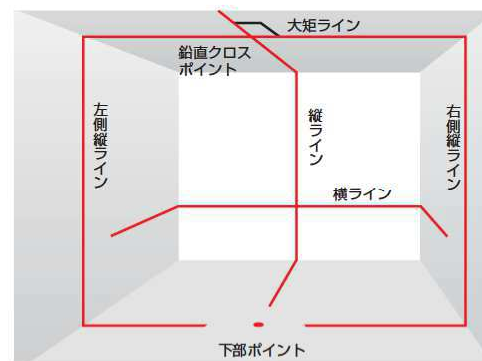 大矩ライン
鉛直クロス
ポイント
左側縦ライン
縦ライン
右側縦ライン
横ライン
下部ポイント